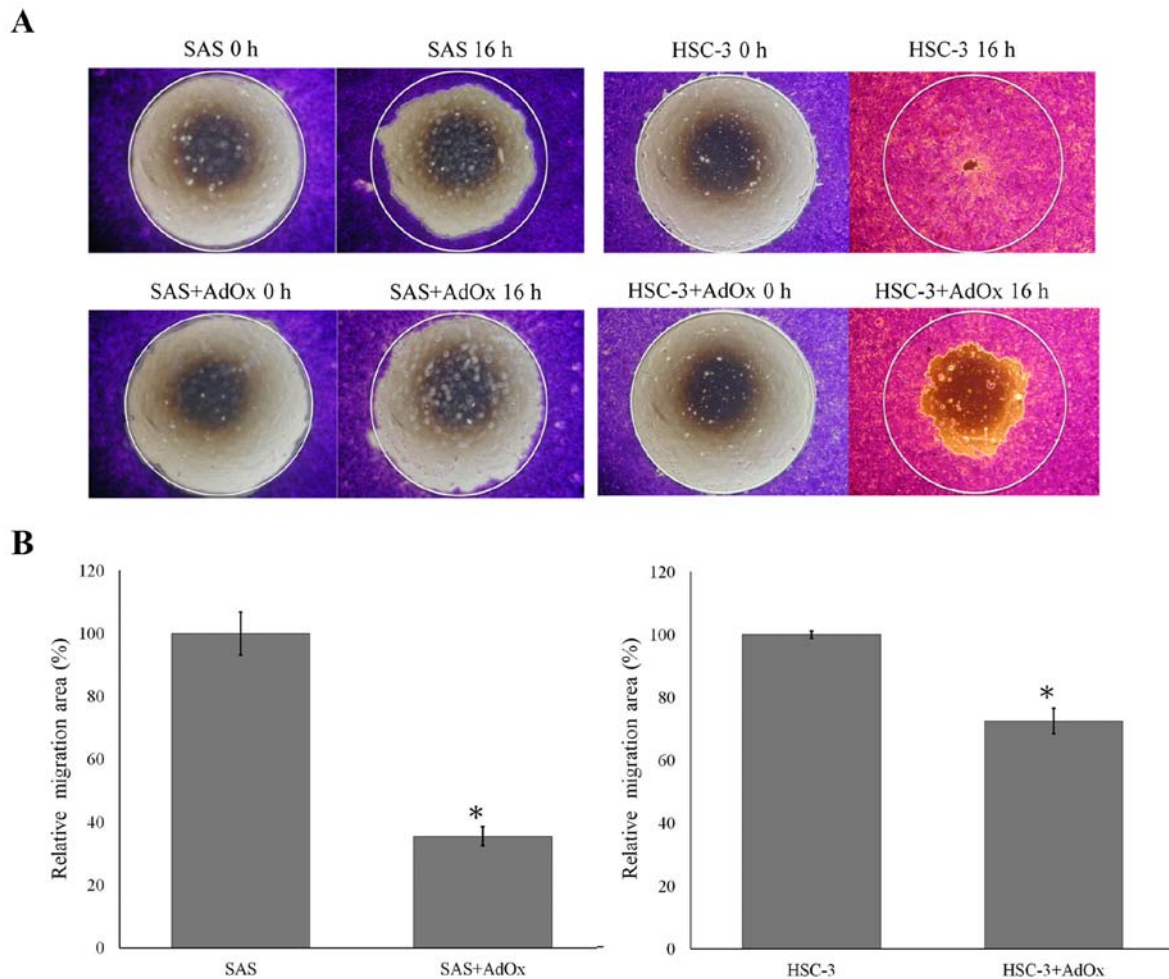 A
SAS 0 h SAS 16 h HSC-3 0 h HSC-3 16 h
SAS+AdOx 0 h SAS+AdOx 16 h HSC-3+AdOx 0 h HSC-3+AdOx 16 h
B
Relative migration area (%)
120
100
80
60
40
20
0
*
SAS SAS+AdOx
Relative migration area (%)
120
100
80
60
40
20
0
*
HSC-3 HSC-3+AdOx